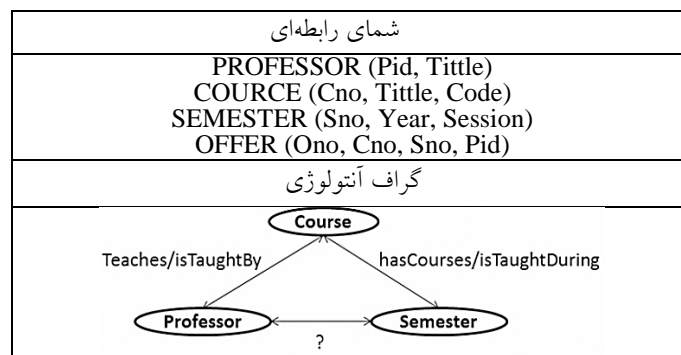 شمای رابطه‌ای
PROFESSOR (Pid, Tittle)
COURCE (Cno, Tittle, Code)
SEMESTER (Sno, Year, Session)
OFFER (Ono, Cno, Sno, Pid)
گراف آنتولوژی
Course
Teaches/isTaughtBy hasCourses/isTaughtDuring
Professor Semester
?